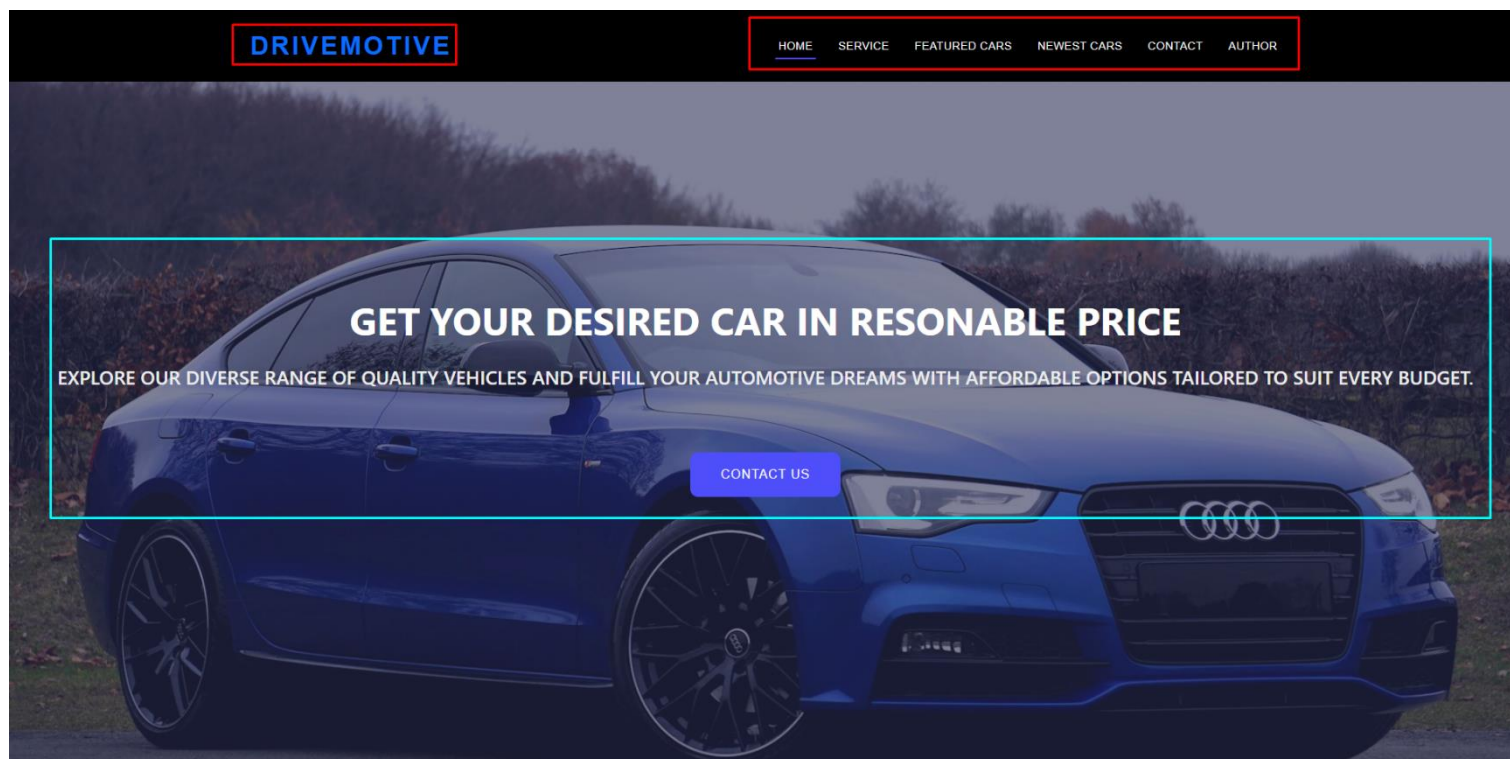 DRIVEMOTIVE
HOME SERVICE FEATURED CARS NEWEST CARS CONTACT AUTHOR
GET YOUR DESIRED CAR IN RESONABLE PRICE
EXPLORE OUR DIVERSE RANGE OF QUALITY VEHICLES AND FULFILL YOUR AUTOMOTIVE DREAMS WITH AFFORDABLE OPTIONS TAILORED TO SUIT EVERY BUDGET.
CONTACT US